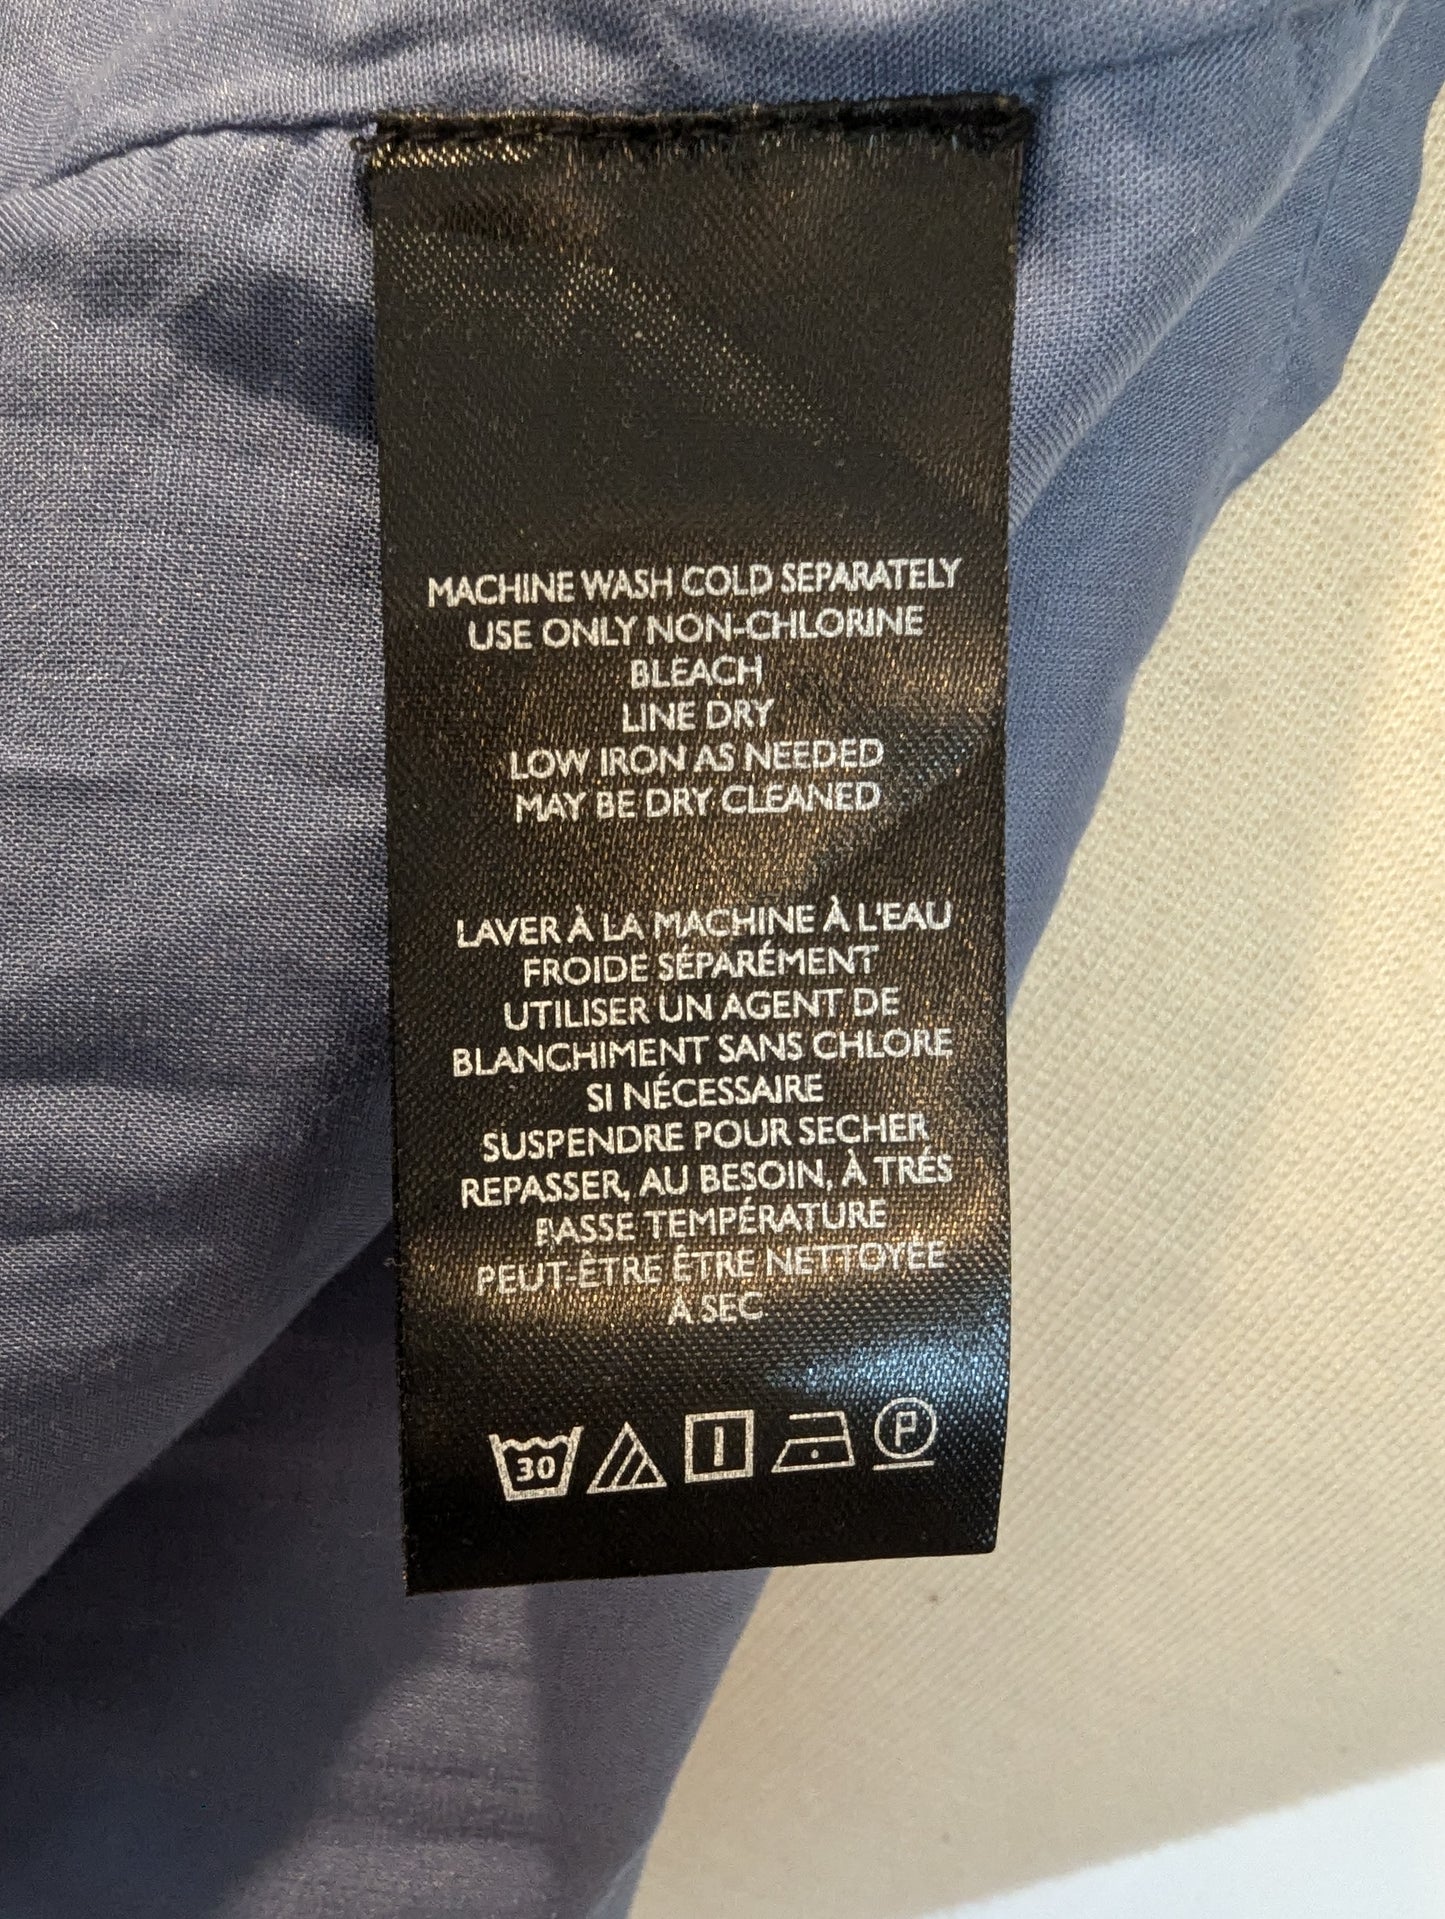 MACHINE WASH COLD SEPARATELY
USE ONLY NON-CHLORINE
BLEACH
LINE DRY
LOW IRON AS NEEDED
MAY BE DRY CLEANED
LAVER À LA MACHINE À L'EAU
FROIDE SÉPARÉMENT
UTILISER UN AGENT DE
BLANCHIMENT SANS CHLORE
SI NÉCESSAIRE
SUSPENDRE POUR SECHER
REPASSER, AU BESOIN, À TRÉS
BASSE TEMPÉRATURE
PEUT-ÊTRE ÊTRE NETTOYÉE
À SEC
30 P